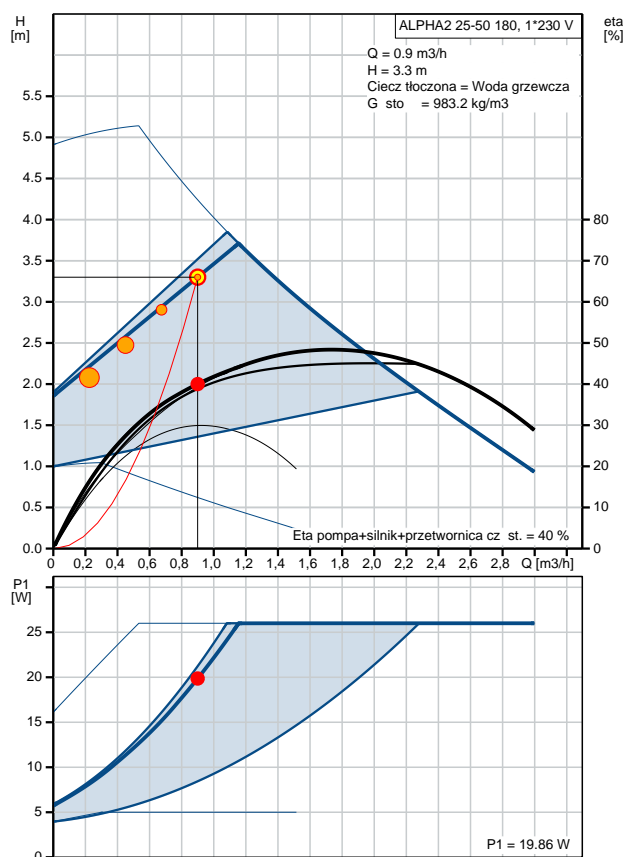 H
[m]
ALPHA2 25-50 180, 1*230 V
eta
[%]
Q = 0.9 m3/h
H = 3.3 m
Ciecz tłoczona = Woda grzewcza
G sto = 983.2 kg/m3
5.5
5.0
4.5
4.0
80
3.5
70
3.0
60
2.5
50
2.0
40
1.5
30
1.0
20
0.5
10
Eta pompa+silnik+przetwornica cz st. = 40 %
0.0
0
0 0,2 0,4 0,6 0,8 1,0 1,2 1,4 1,6 1,8 2,0 2,2 2,4 2,6 Q [m3/h]
P1
[W]
25
20
15
10
5
P1 = 19.86 W
0